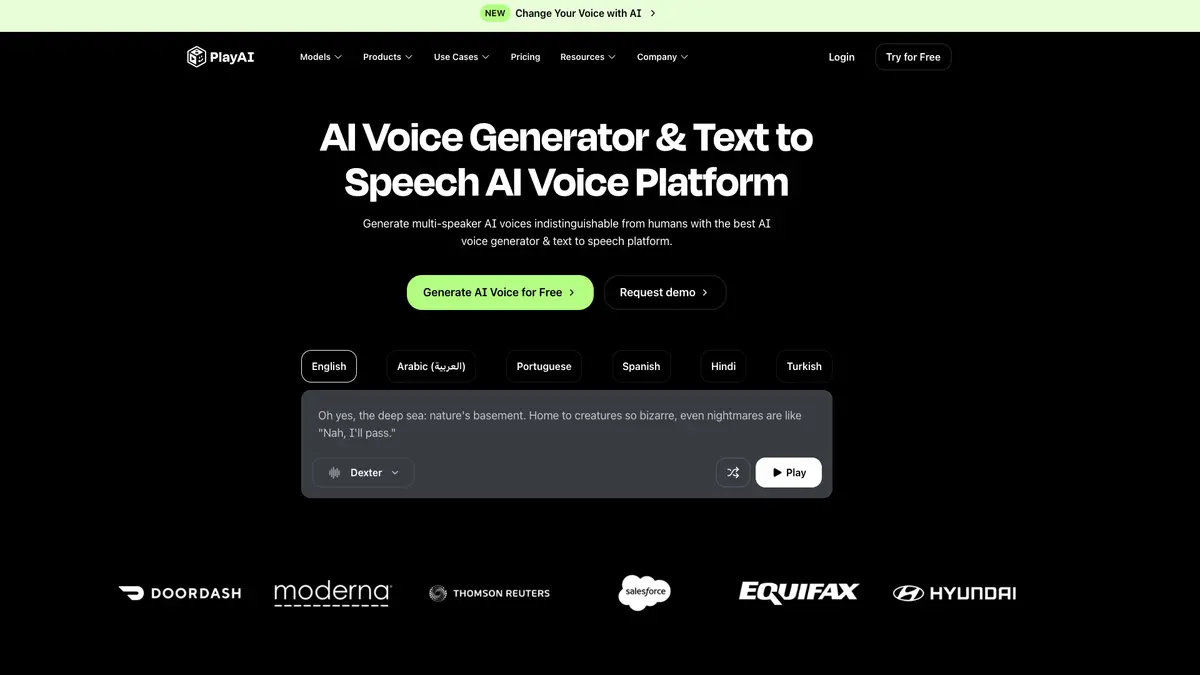 NEW Change Your Voice with AI
PlayAI Models Products Use Cases Pricing Resources Company Login Try for Free
AI Voice Generator & Text to
Speech AI Voice Platform
Generate multi-speaker AI voices indistinguishable from humans with the best AI
voice generator & text to speech platform.
Generate AI Voice for Free Request demo
English Arabic (العربية) Portuguese Spanish Hindi Turkish
Oh yes, the deep sea: nature's basement. Home to creatures so bizarre, even nightmares are like
"Nah, I'll pass."
Dexter Play
DOORDASH moderna THOMSON REUTERS salesforce EQUIFAX HYUNDAI